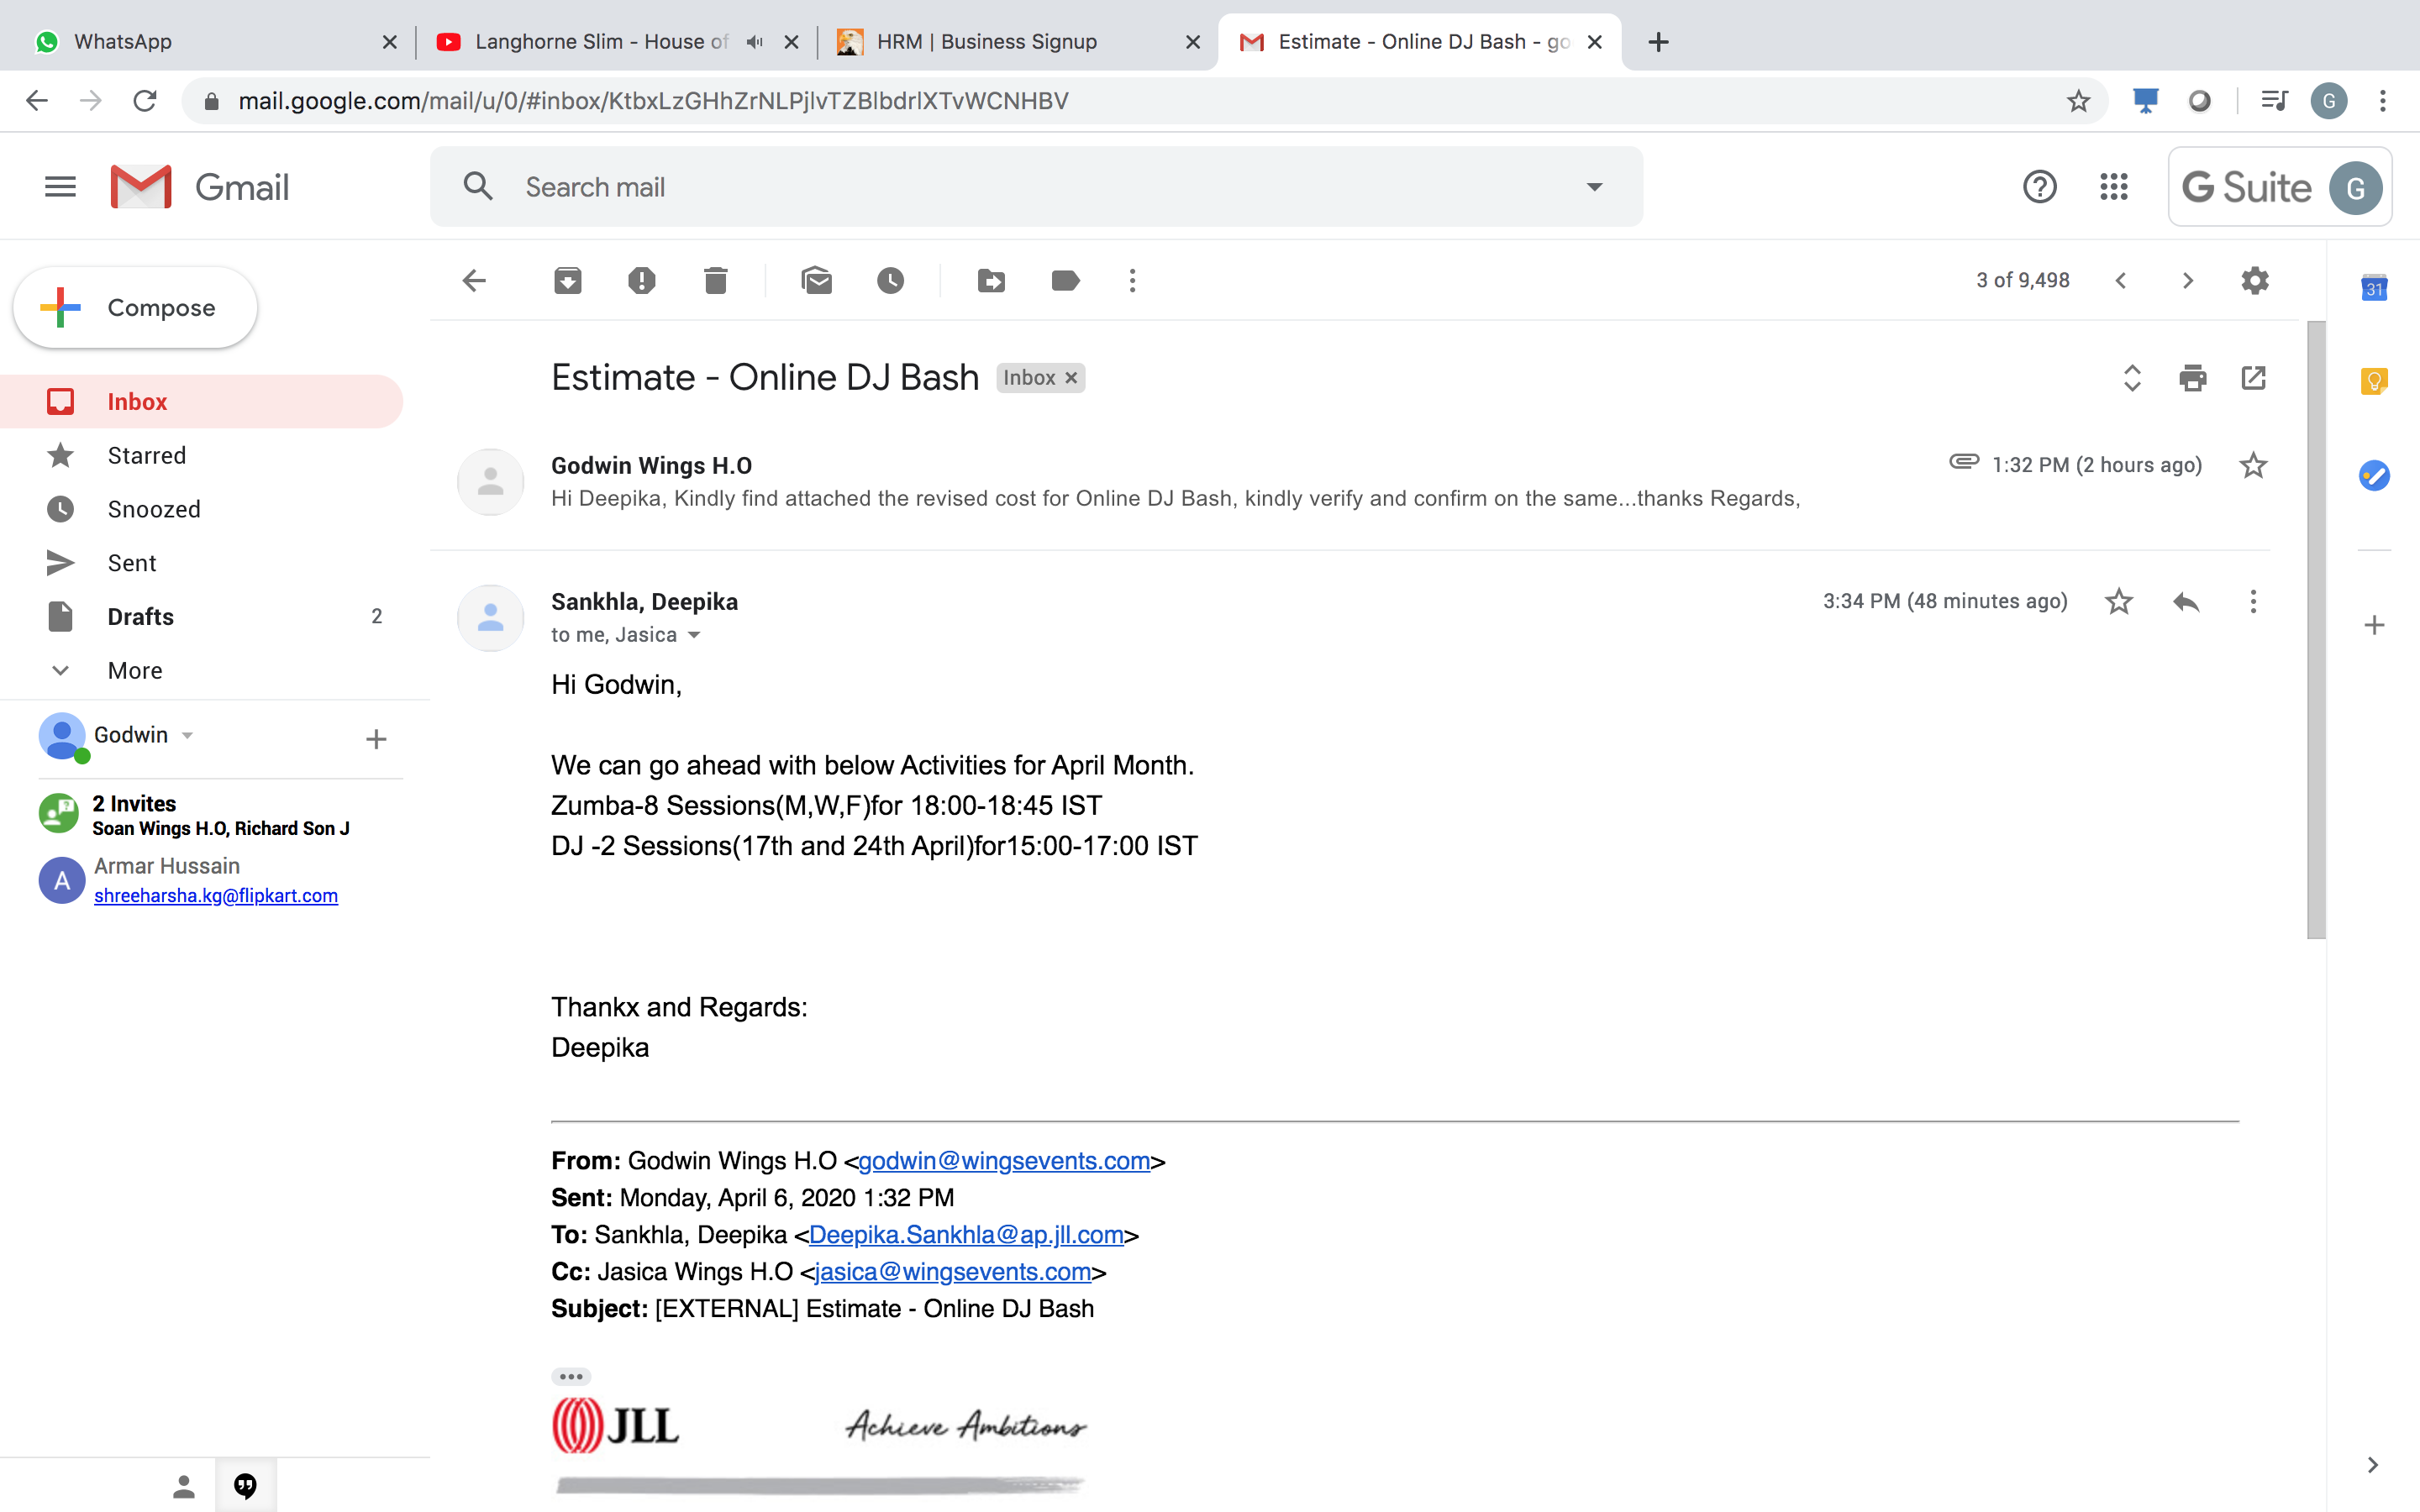 WhatsApp
Langhorne Slim - House of
HRM | Business Signup
Estimate - Online DJ Bash - go
mail.google.com/mail/u/0/#inbox/KtbxLzGHhZrNLPjlvTZBlbdrlXTvWCNHBV
G
Gmail
Search mail
G Suite
G
Compose
3 of 9,498
31
Inbox
Starred
Snoozed
Sent
Drafts 2
More
Godwin
2 Invites
Soan Wings H.O, Richard Son J
A
Armar Hussain
shreeharsha.kg@flipkart.com
Estimate - Online DJ Bash Inbox
Godwin Wings H.O
1:32 PM (2 hours ago)
Hi Deepika, Kindly find attached the revised cost for Online DJ Bash, kindly verify and confirm on the same...thanks Regards,
Sankhla, Deepika
3:34 PM (48 minutes ago)
to me, Jasica
Hi Godwin,
We can go ahead with below Activities for April Month.
Zumba-8 Sessions(M,W,F)for 18:00-18:45 IST
DJ -2 Sessions(17th and 24th April)for15:00-17:00 IST
Thankx and Regards:
Deepika
From: Godwin Wings H.O <godwin@wingsevents.com>
Sent: Monday, April 6, 2020 1:32 PM
To: Sankhla, Deepika <Deepika.Sankhla@ap.jll.com>
Cc: Jasica Wings H.O <jasica@wingsevents.com>
Subject: [EXTERNAL] Estimate - Online DJ Bash
JLL Achieve Ambitions